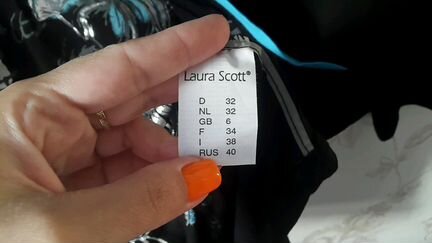 Laura Scott®
D 32
NL 32
GB 6
F 34
I 38
RUS 40